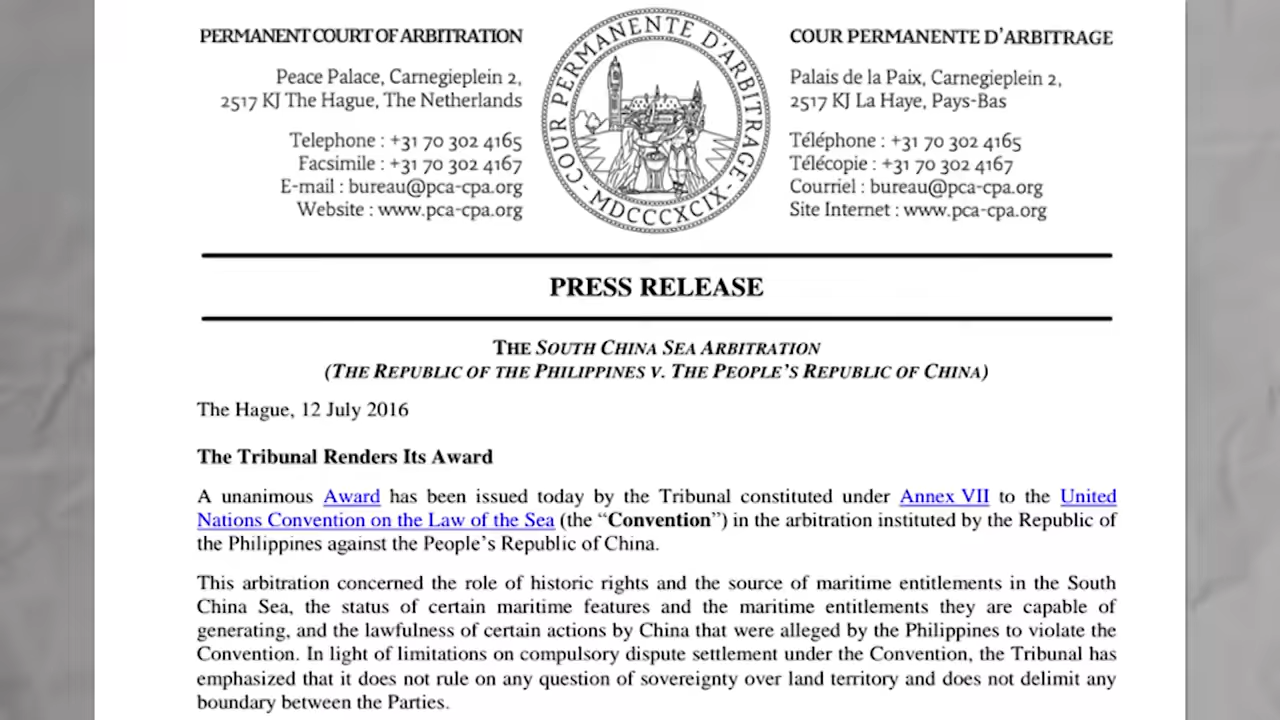 PERMANENT COURT OF ARBITRATION
Peace Palace, Carnegieplein 2,
2517 KJ The Hague, The Netherlands
Telephone : +31 70 302 4165
Facsimile : +31 70 302 4167
E-mail : bureau@pca-cpa.org
Website : www.pca-cpa.org
COUR PERMANENTE D'ARBITRAGE
MDCCCXCIX
COUR PERMANENTE D'ARBITRAGE
Palais de la Paix, Carnegieplein 2,
2517 KJ La Haye, Pays-Bas
Téléphone : +31 70 302 4165
Télécopie : +31 70 302 4167
Courriel : bureau@pca-cpa.org
Site Internet : www.pca-cpa.org
PRESS RELEASE
THE SOUTH CHINA SEA ARBITRATION
(THE REPUBLIC OF THE PHILIPPINES V. THE PEOPLE'S REPUBLIC OF CHINA)
The Hague, 12 July 2016
The Tribunal Renders Its Award
A unanimous Award has been issued today by the Tribunal constituted under Annex VII to the United
Nations Convention on the Law of the Sea (the “Convention”) in the arbitration instituted by the Republic of
the Philippines against the People's Republic of China.
This arbitration concerned the role of historic rights and the source of maritime entitlements in the South
China Sea, the status of certain maritime features and the maritime entitlements they are capable of
generating, and the lawfulness of certain actions by China that were alleged by the Philippines to violate the
Convention. In light of limitations on compulsory dispute settlement under the Convention, the Tribunal has
emphasized that it does not rule on any question of sovereignty over land territory and does not delimit any
boundary between the Parties.